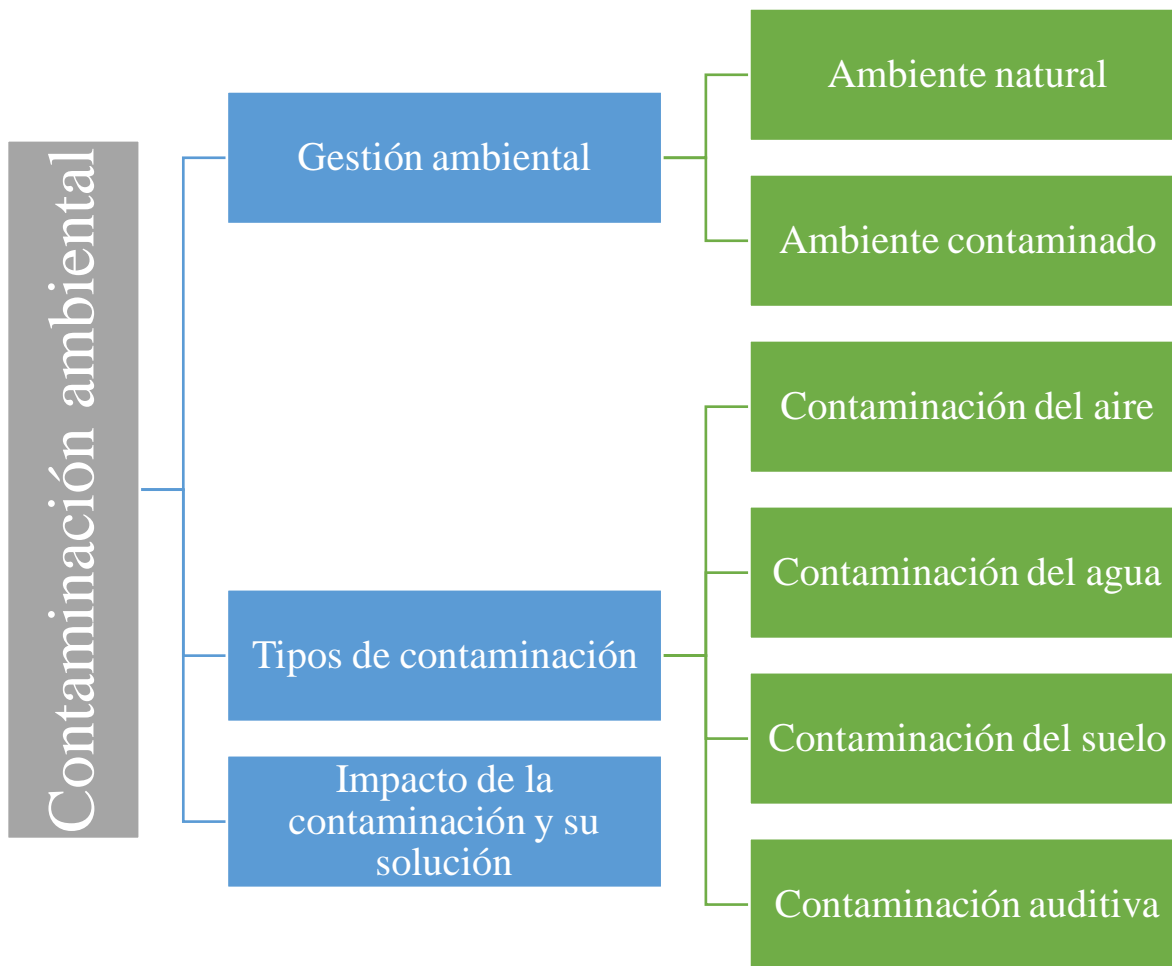 Contaminación ambiental
Gestión ambiental
Ambiente natural
Ambiente contaminado
Tipos de contaminación
Contaminación del aire
Contaminación del agua
Contaminación del suelo
Contaminación auditiva
Impacto de la
contaminación y su
solución